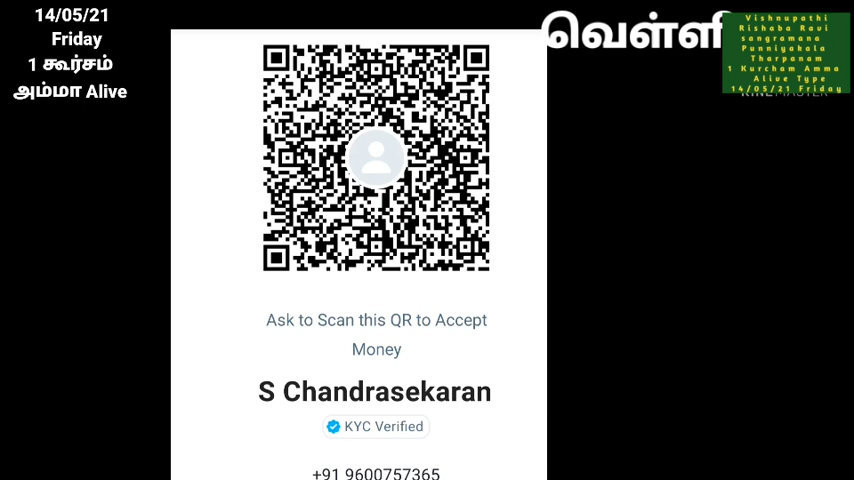 14/05/21
Friday
1 கூர்சம்
அம்மா Alive
வெள்ளி
Vishnupathi
Rishaba Ravi
sangramana
Punniyakala
Tharpanam
1 Kurcham Amma
Alive Type
14/05/21 Friday
KINEMASTER
Ask to Scan this QR to Accept
Money
S Chandrasekaran
KYC Verified
+91 9600757365